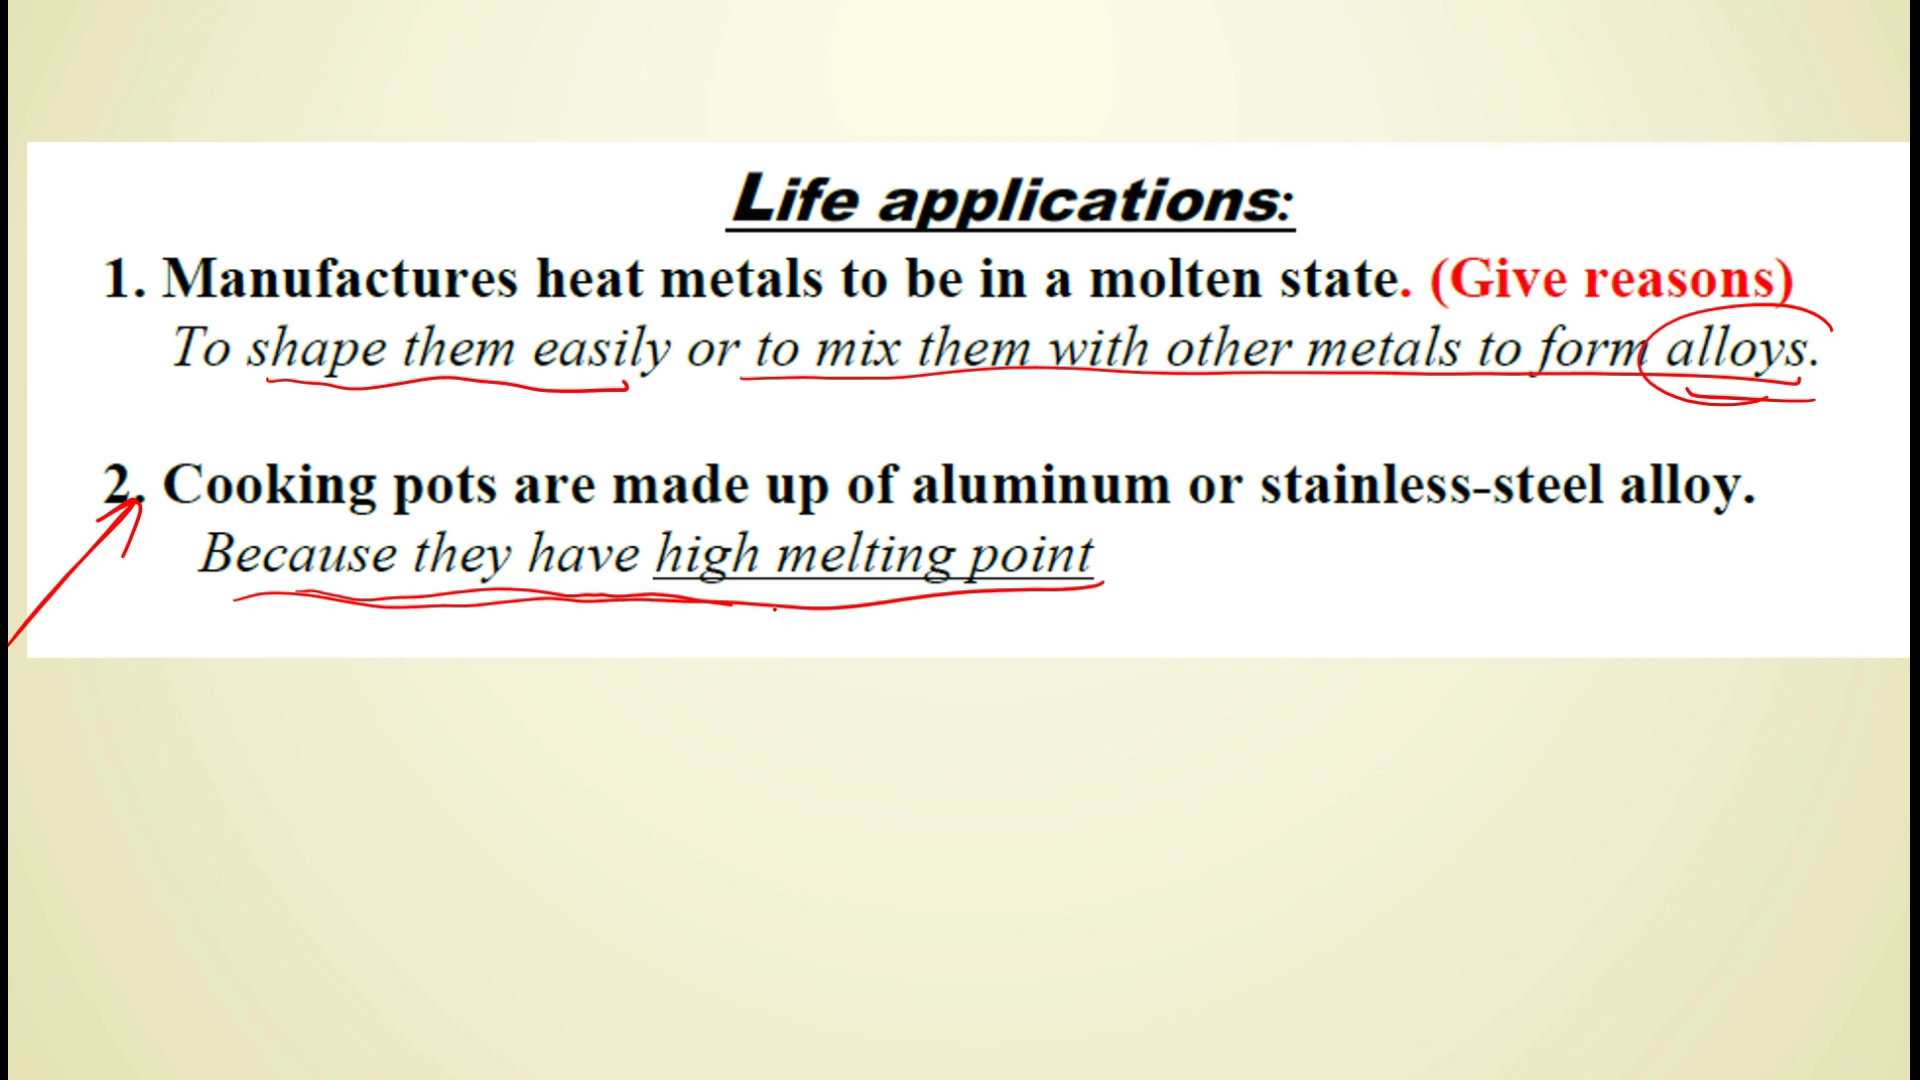 Life applications:
1. Manufactures heat metals to be in a molten state. (Give reasons)
To shape them easily or to mix them with other metals to form alloys.
2. Cooking pots are made up of aluminum or stainless-steel alloy.
Because they have high melting point